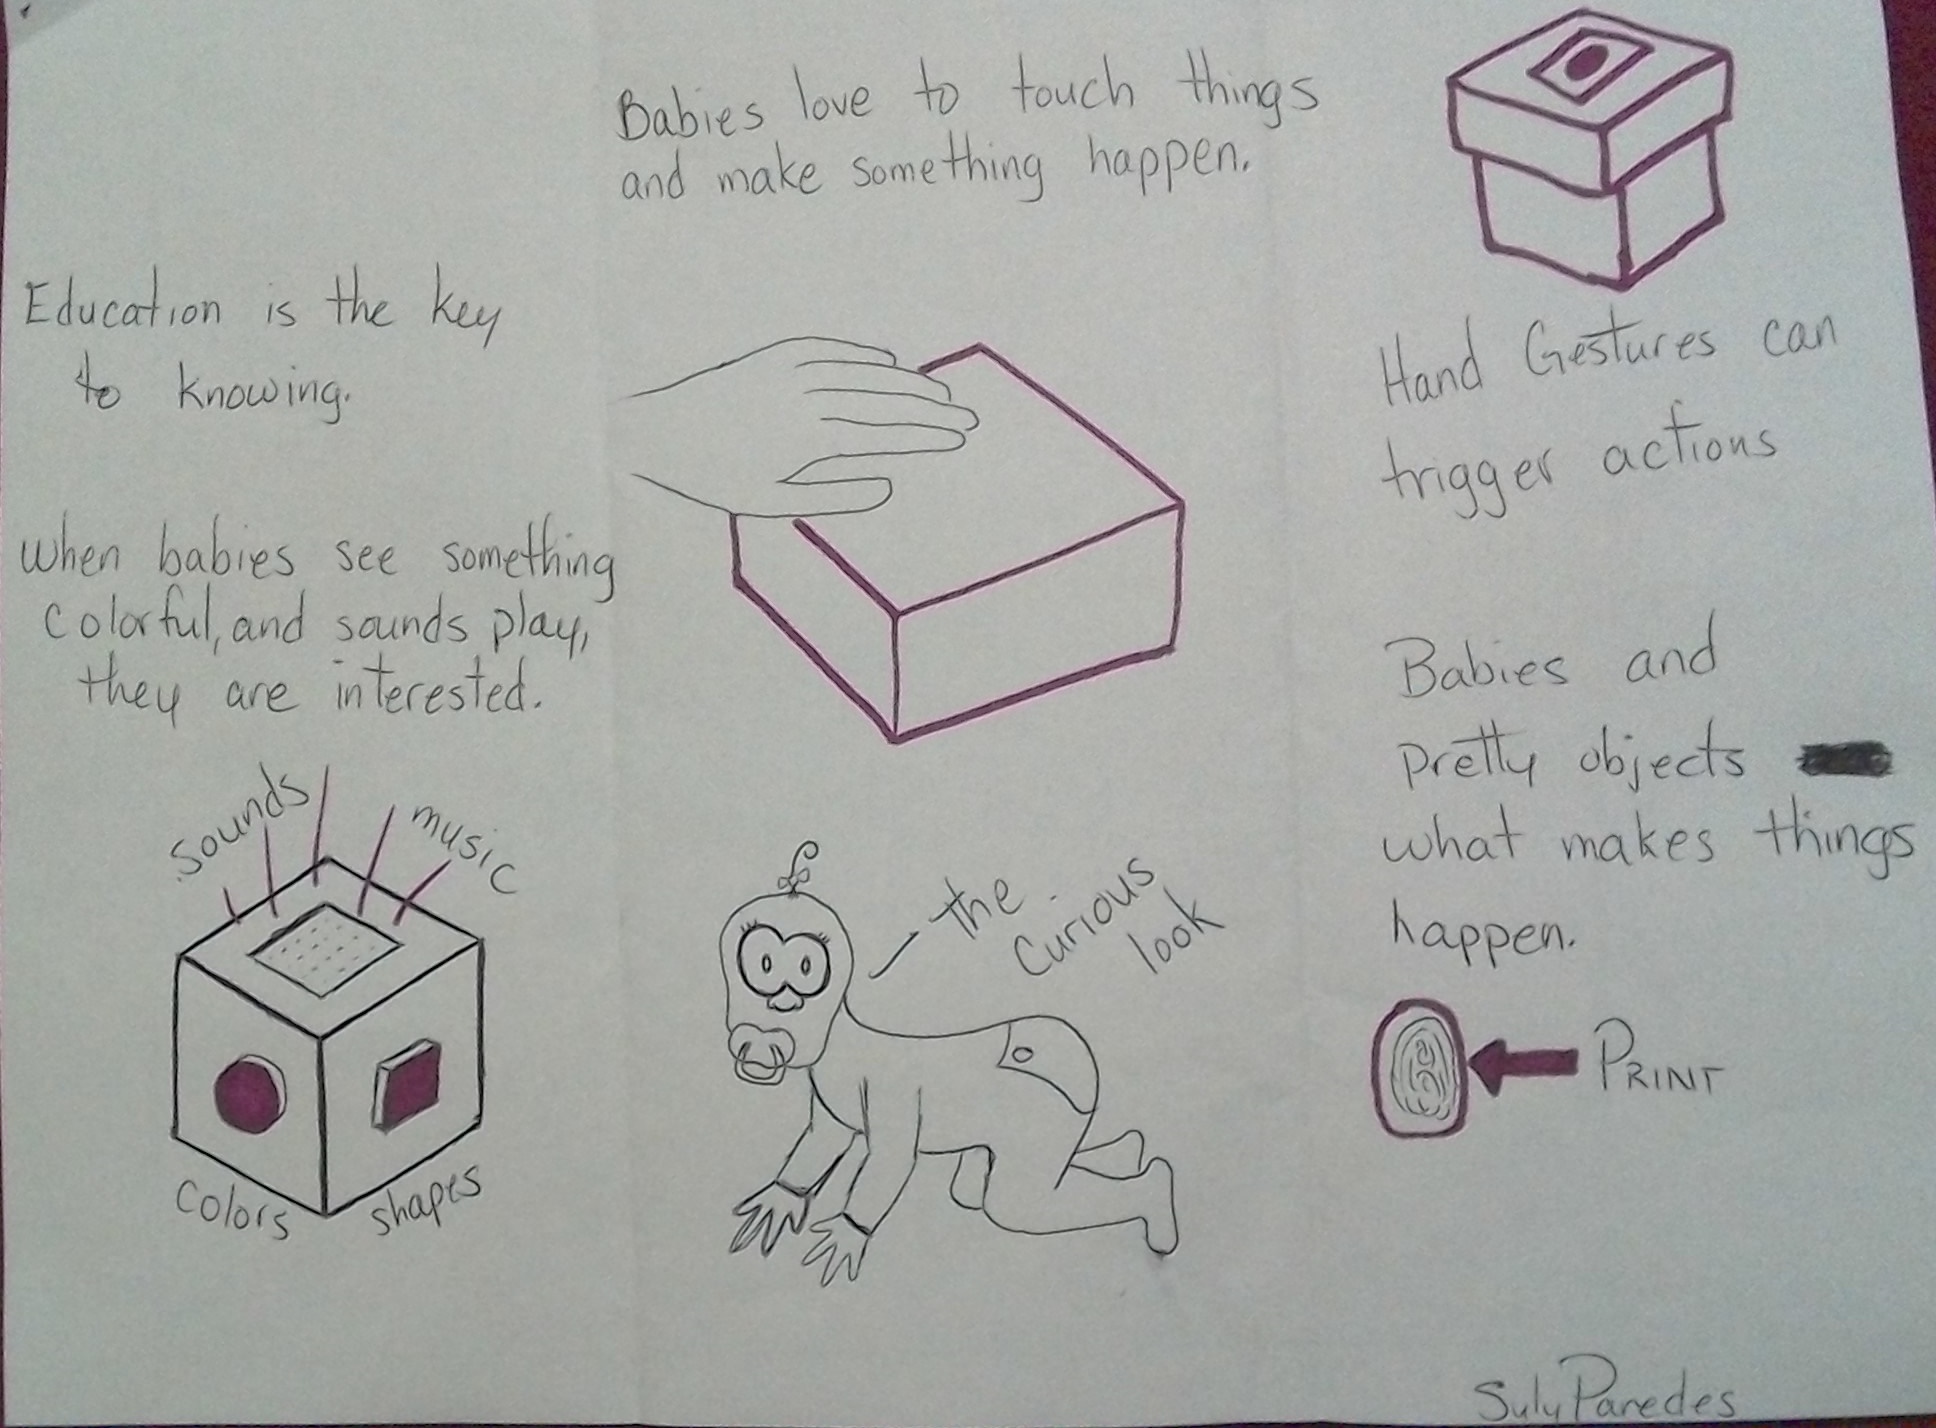 Babies love to touch things
and make something happen.
Education is the key
to knowing.
when babies see something
colorful, and sounds play,
they are interested.
Sounds
music
Colors
shapes
the
Curious
look
Hand Gestures can
trigger actions
Babies and
pretty objects
what makes things
happen.
PRINT
Suly Paredes